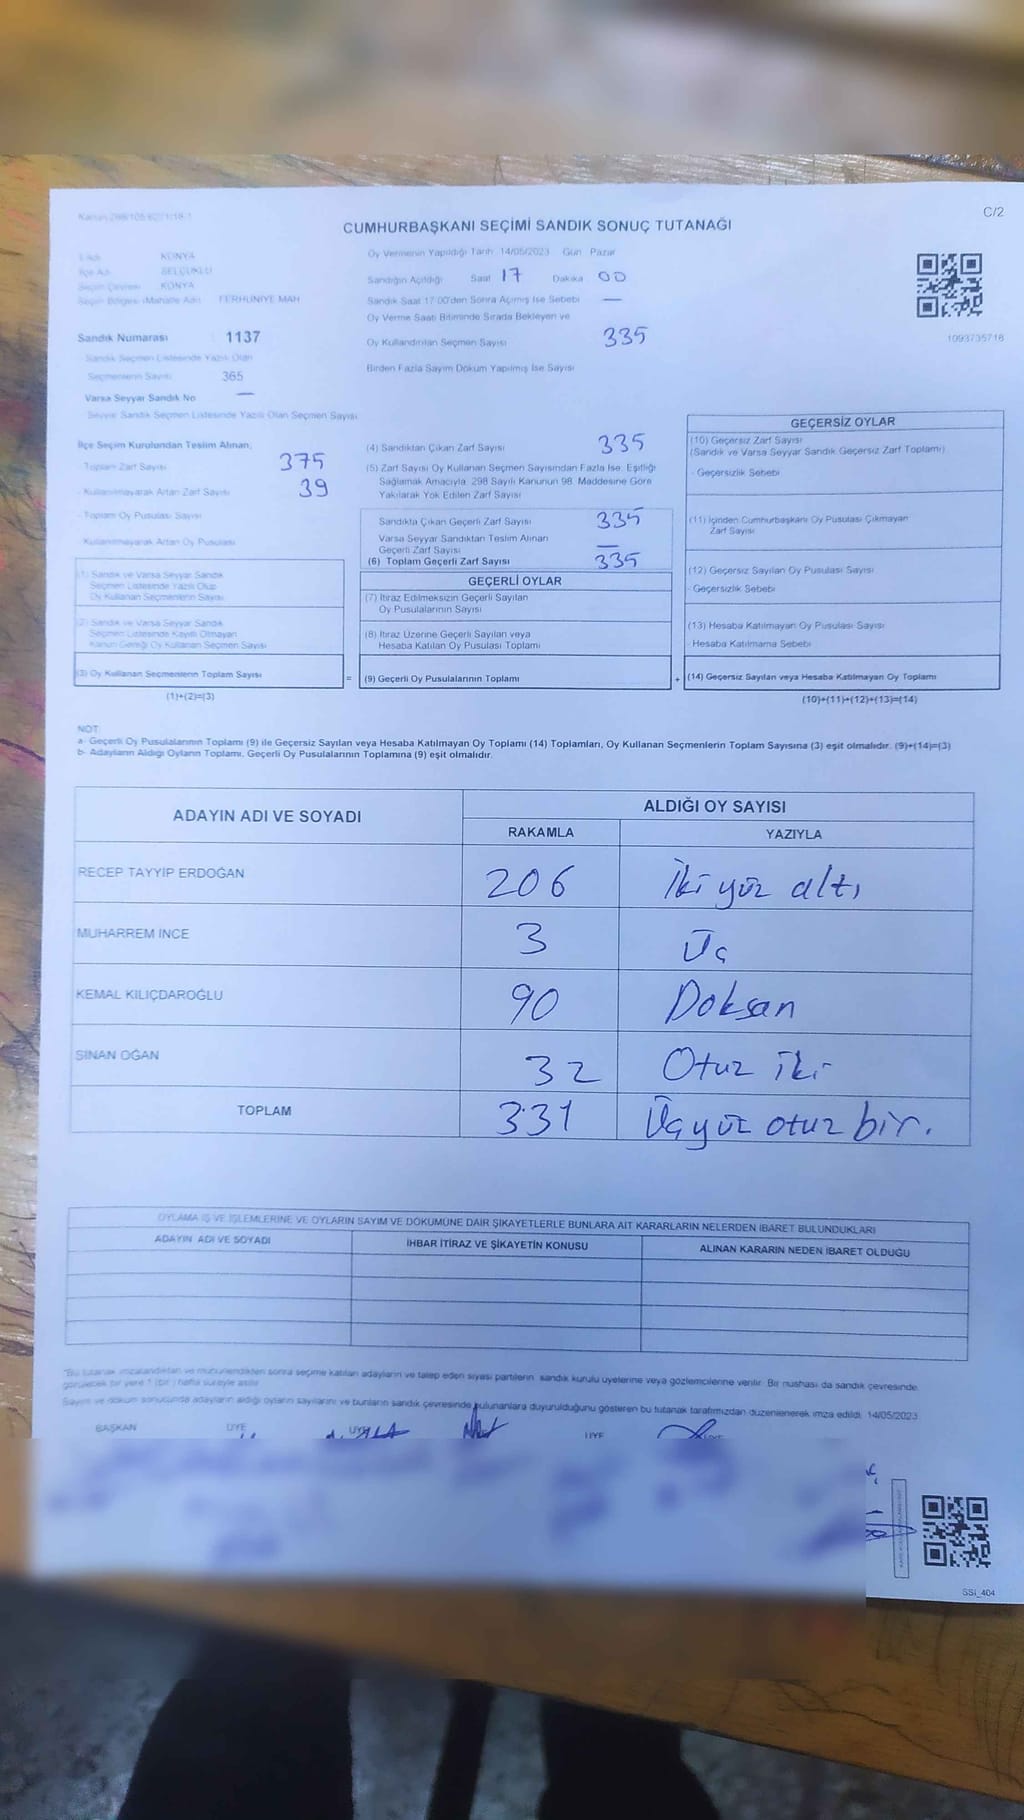 C/2
CUMHURBAŞKANI SEÇİMİ SANDIK SONUÇ TUTANAĞI
İli Adı KONYA
İlçe Adı SELÇUKLU
Seçim Çevresi KONYA
Seçim Bölgesi (Mahalle Adı) FERHUNİYE MAH
Sandık Numarası 1137
Sandık Seçmen Listesinde Yazılı Olan
Seçmenlerin Sayısı 365
Varsa Seyyar Sandık No —
Seyyar Sandık Seçmen Listesinde Yazılı Olan Seçmen Sayısı
Oy Vermenin Yapıldığı Tarih 14/05/2023 Gün Pazar
Sandığın Açıldığı Saat 17 Dakika 00
Sandık Saat 17:00'den Sonra Açılmış İse Sebebi —
Oy Verme Saati Bitiminde Sırada Bekleyen ve
Oy Kullandırılan Seçmen Sayısı 335
Birden Fazla Sayım Döküm Yapılmış İse Sayısı
1093735716
İlçe Seçim Kurulundan Teslim Alınan;
Toplam Zarf Sayısı 375
- Kullanılmayarak Artan Zarf Sayısı 39
- Toplam Oy Pusulası Sayısı
- Kullanılmayarak Artan Oy Pusulası
(4) Sandıktan Çıkan Zarf Sayısı 335
(5) Zarf Sayısı Oy Kullanan Seçmen Sayısından Fazla İse, Eşitliği
Sağlamak Amacıyla, 298 Sayılı Kanunun 98. Maddesine Göre
Yakılarak Yok Edilen Zarf Sayısı
Sandıkta Çıkan Geçerli Zarf Sayısı 335
Varsa Seyyar Sandıktan Teslim Alınan
Geçerli Zarf Sayısı —
(6) Toplam Geçerli Zarf Sayısı 335
(1) Sandık ve Varsa Seyyar Sandık
Seçmen Listesinde Yazılı Olup
Oy Kullanan Seçmenlerin Sayısı
(2) Sandık ve Varsa Seyyar Sandık
Seçmen Listesinde Kayıtlı Olmayan
Kanun Gereği Oy Kullanan Seçmen Sayısı
(3) Oy Kullanan Seçmenlerin Toplam Sayısı
(1)+(2)=(3)
=
GEÇERLİ OYLAR
(7) İtiraz Edilmeksizin Geçerli Sayılan
Oy Pusulalarının Sayısı
(8) İtiraz Üzerine Geçerli Sayılan veya
Hesaba Katılan Oy Pusulası Toplamı
(9) Geçerli Oy Pusulalarının Toplamı
+
GEÇERSİZ OYLAR
(10) Geçersiz Zarf Sayısı
(Sandık ve Varsa Seyyar Sandık Geçersiz Zarf Toplamı)
- Geçersizlik Sebebi
(11) İçinden Cumhurbaşkanı Oy Pusulası Çıkmayan
Zarf Sayısı
(12) Geçersiz Sayılan Oy Pusulası Sayısı
- Geçersizlik Sebebi
(13) Hesaba Katılmayan Oy Pusulası Sayısı
- Hesaba Katılmama Sebebi
(14) Geçersiz Sayılan veya Hesaba Katılmayan Oy Toplamı
(10)+(11)+(12)+(13)=(14)
NOT:
a- Geçerli Oy Pusulalarının Toplamı (9) ile Geçersiz Sayılan veya Hesaba Katılmayan Oy Toplamı (14) Toplamları, Oy Kullanan Seçmenlerin Toplam Sayısına (3) eşit olmalıdır. (9)+(14)=(3)
b- Adayların Aldığı Oyların Toplamı, Geçerli Oy Pusulalarının Toplamına (9) eşit olmalıdır.
ADAYIN ADI VE SOYADI ALDIĞI OY SAYISI
RAKAMLA YAZIYLA
RECEP TAYYİP ERDOĞAN 206 İki yüz altı
MUHARREM İNCE 3 Üç
KEMAL KILIÇDAROĞLU 90 Doksan
SİNAN OĞAN 32 Otuz iki
TOPLAM 331 Üçyüz otuz bir.
OYLAMA İŞ VE İŞLEMLERİNE VE OYLARIN SAYIM VE DÖKÜMÜNE DAİR ŞİKAYETLERLE BUNLARA AİT KARARLARIN NELERDEN İBARET BULUNDUKLARI
ADAYIN ADI VE SOYADI İHBAR İTİRAZ VE ŞİKAYETİN KONUSU ALINAN KARARIN NEDEN İBARET OLDUĞU
"Bu tutanak imzalandıktan ve mühürlendikten sonra seçime katılan adayların ve talep eden siyasi partilerin sandık kurulu üyelerine veya gözlemcilerine verilir. Bir nüshası da sandık çevresinde
görülecek bir yere 1 (bir) hafta süreyle asılır.
Sayım ve döküm sonucunda adayların aldığı oyların sayılarını ve bunların sandık çevresinde bulunanlara duyurulduğunu gösteren bu tutanak tarafımızdan düzenlenerek imza edildi. 14/05/2023
BAŞKAN ÜYE ÜYE ÜYE
SSİ_404